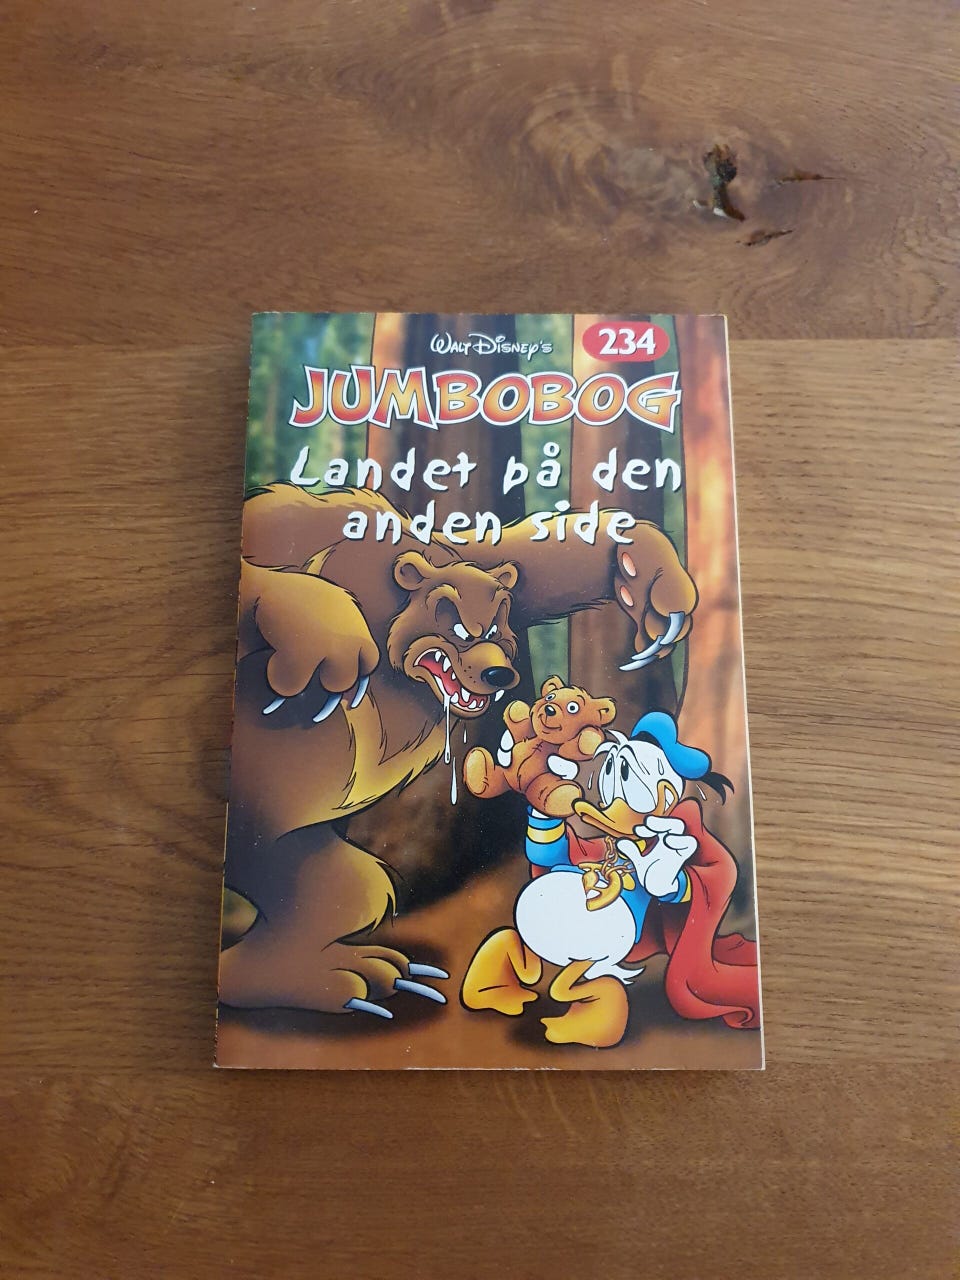 WALT DISNEY'S
234
JUMBOBOG
Landet på den
anden side